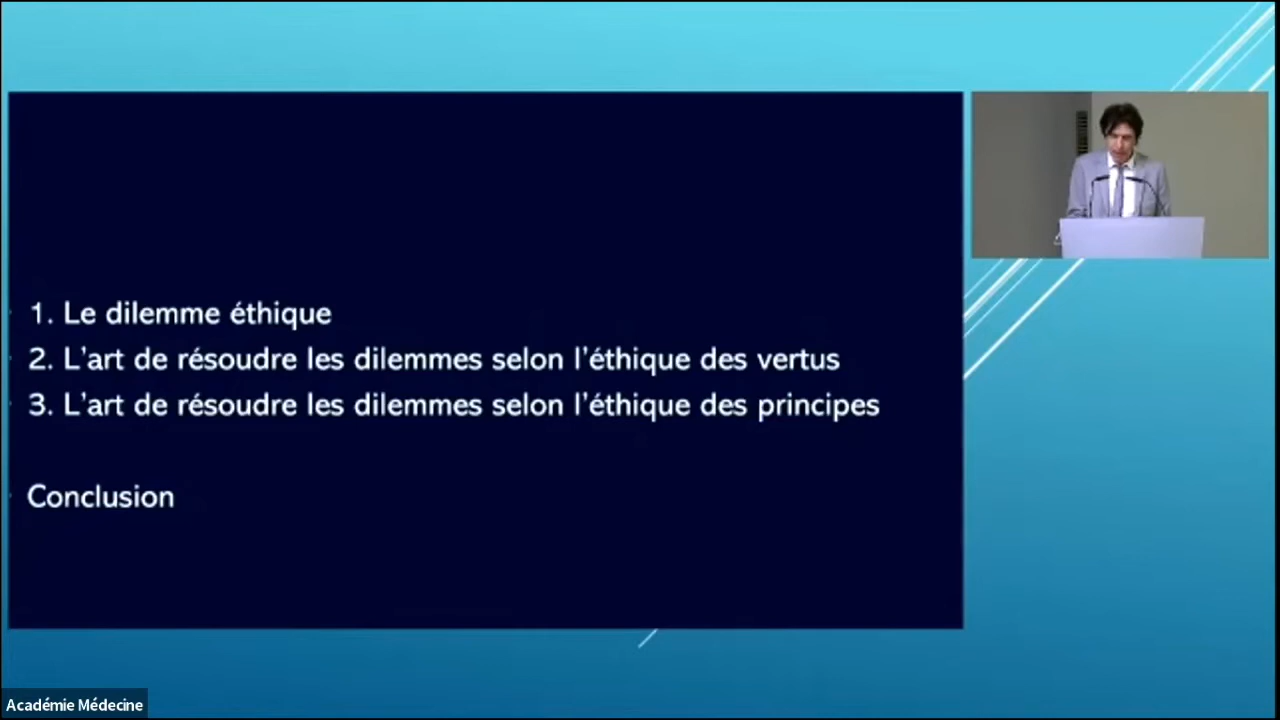 1. Le dilemme éthique
2. L'art de résoudre les dilemmes selon l'éthique des vertus
3. L'art de résoudre les dilemmes selon l'éthique des principes
Conclusion
Académie Médecine